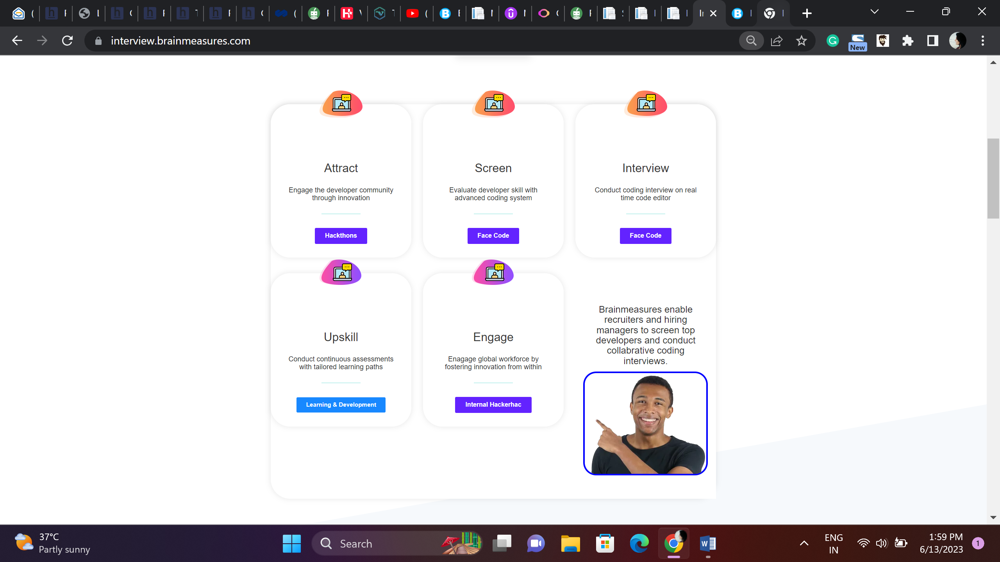 interview.brainmeasures.com
New
Attract
Screen
Interview
Engage the developer community
through innovation
Evaluate developer skill with
advanced coding system
Conduct coding interview on real
time code editor
Hackthons
Face Code
Face Code
Upskill
Engage
Conduct continuous assessments
with tailored learning paths
Enagage global workforce by
fostering innovation from within
Learning & Development
Internal Hackerhac
Brainmeasures enable
recruiters and hiring
managers to screen top
developers and conduct
collabrative coding
interviews.
37°C
Partly sunny
Search
ENG
IN
1:59 PM
6/13/2023
1